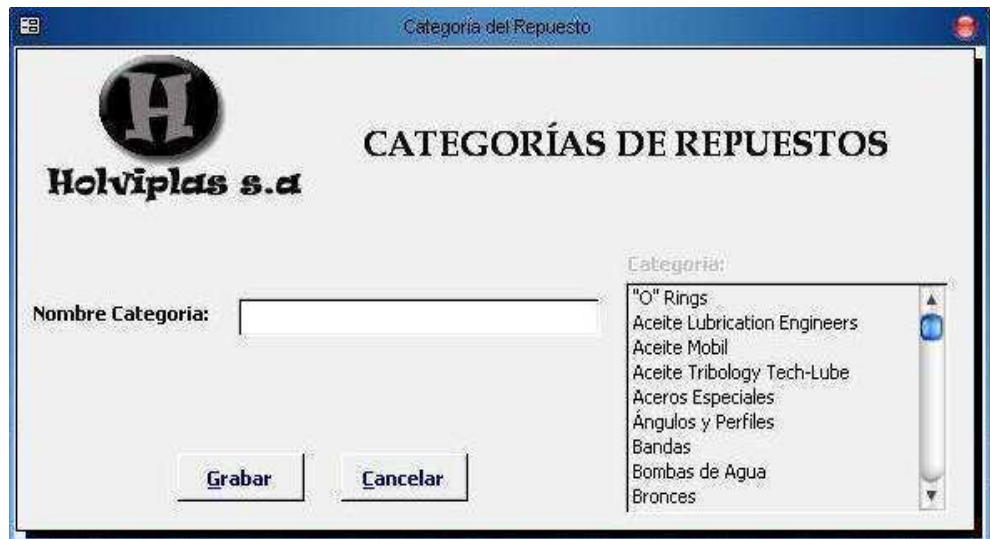 Categoría del Repuesto
H
Holviplas s.a
CATEGORÍAS DE REPUESTOS
Categoria:
Nombre Categoria:
"O" Rings
Aceite Lubrication Engineers
Aceite Mobil
Aceite Tribology Tech-Lube
Aceros Especiales
Ángulos y Perfiles
Bandas
Bombas de Agua
Bronces
Grabar
Cancelar